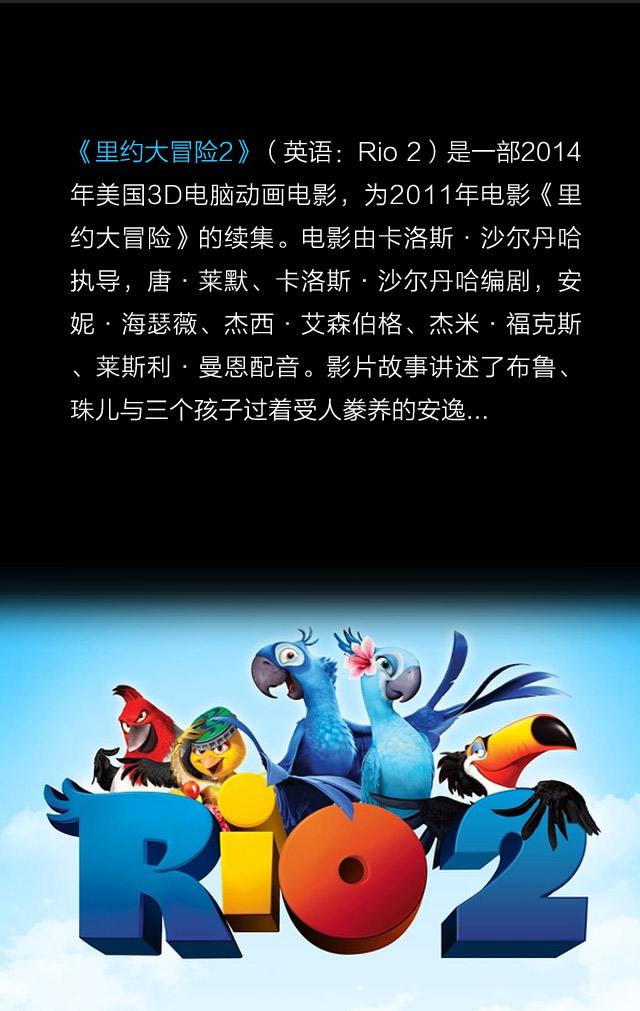 《里约大冒险2》（英语：Rio 2）是一部2014
年美国3D电脑动画电影，为2011年电影《里
约大冒险》的续集。电影由卡洛斯·沙尔丹哈
执导，唐·莱默、卡洛斯·沙尔丹哈编剧，安
妮·海瑟薇、杰西·艾森伯格、杰米·福克斯
、莱斯利·曼恩配音。影片故事讲述了布鲁、
珠儿与三个孩子过着受人豢养的安逸...
RiO2